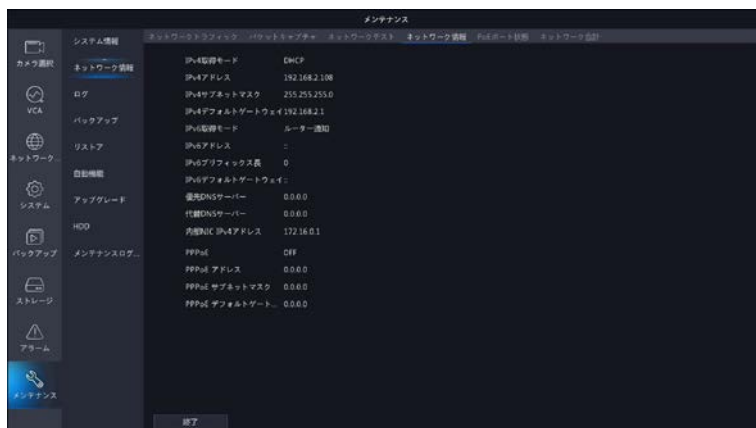 メンテナンス
カメラ選択
VCA
ネットワーク...
システム
バックアップ
ストレージ
アラーム
メンテナンス
システム情報
ネットワーク情報
ログ
バックアップ
リストア
自動機能
アップグレード
HDD
メンテナンスログ...
ネットワークトラフィック パケットキャプチャ ネットワークテスト ネットワーク情報 PoEポート状態 ネットワーク合計
IPv4取得モード DHCP
IPv4アドレス 192.168.2.108
IPv4サブネットマスク 255.255.255.0
IPv4デフォルトゲートウェイ 192.168.2.1
IPv6取得モード ルーター通知
IPv6アドレス ::
IPv6プリフィックス長 0
IPv6デフォルトゲートウェイ ::
優先DNSサーバー 0.0.0.0
代替DNSサーバー 0.0.0.0
内部NIC IPv4アドレス 172.16.0.1
PPPoE OFF
PPPoE アドレス 0.0.0.0
PPPoE サブネットマスク 0.0.0.0
PPPoE デフォルトゲート... 0.0.0.0
終了